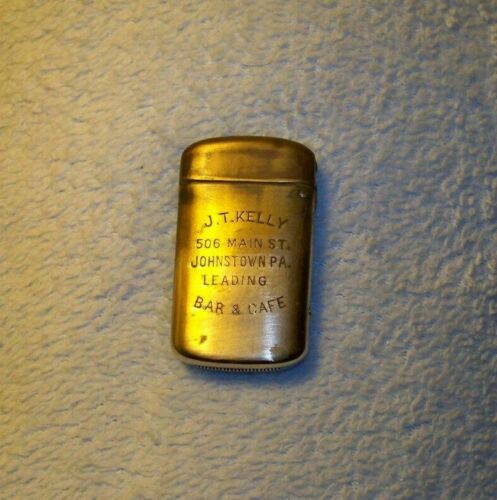 J.T. KELLY
506 MAIN ST.
JOHNSTOWN PA.
LEADING
BAR & CAFE